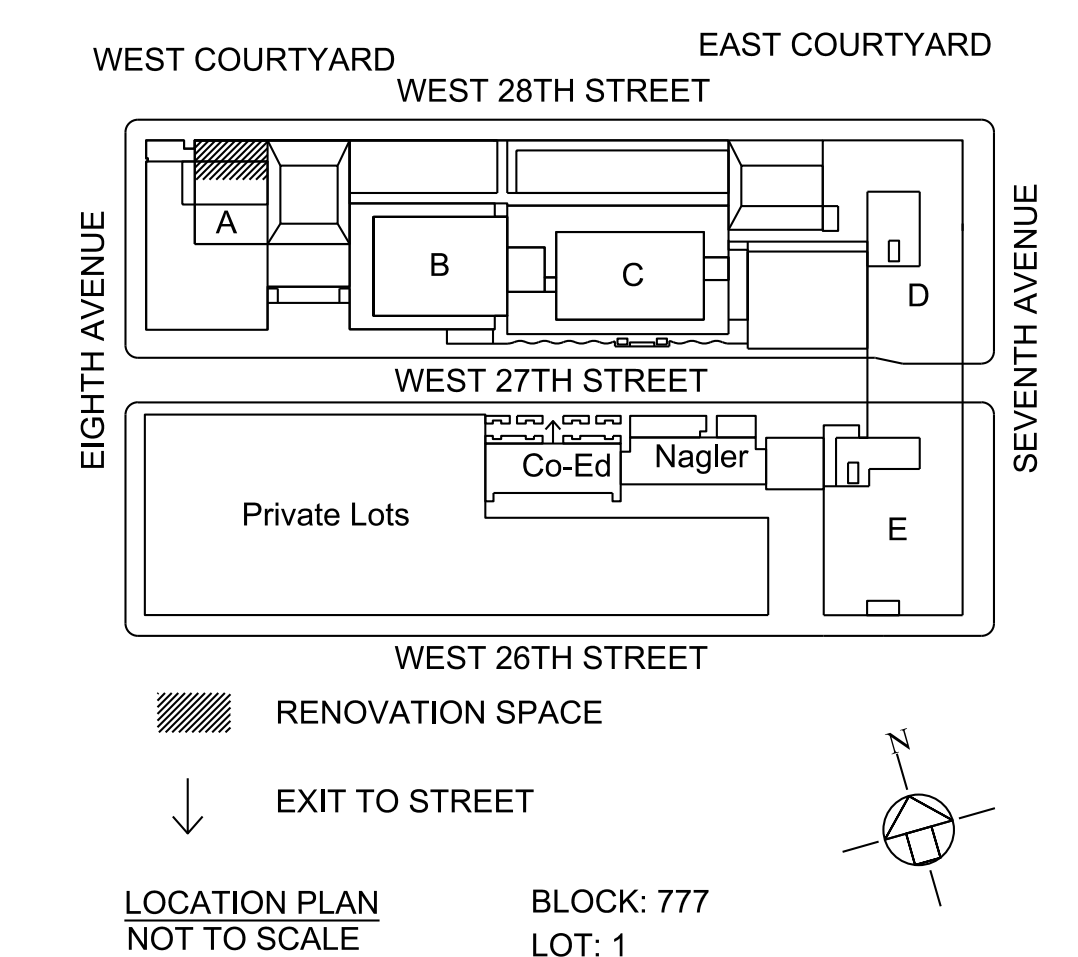 WEST COURTYARD
EAST COURTYARD
WEST 28TH STREET
EIGHTH AVENUE
SEVENTH AVENUE
A
B
C
D
WEST 27TH STREET
Co-Ed
Nagler
Private Lots
E
WEST 26TH STREET
RENOVATION SPACE
N
EXIT TO STREET
LOCATION PLAN
NOT TO SCALE
BLOCK: 777
LOT: 1